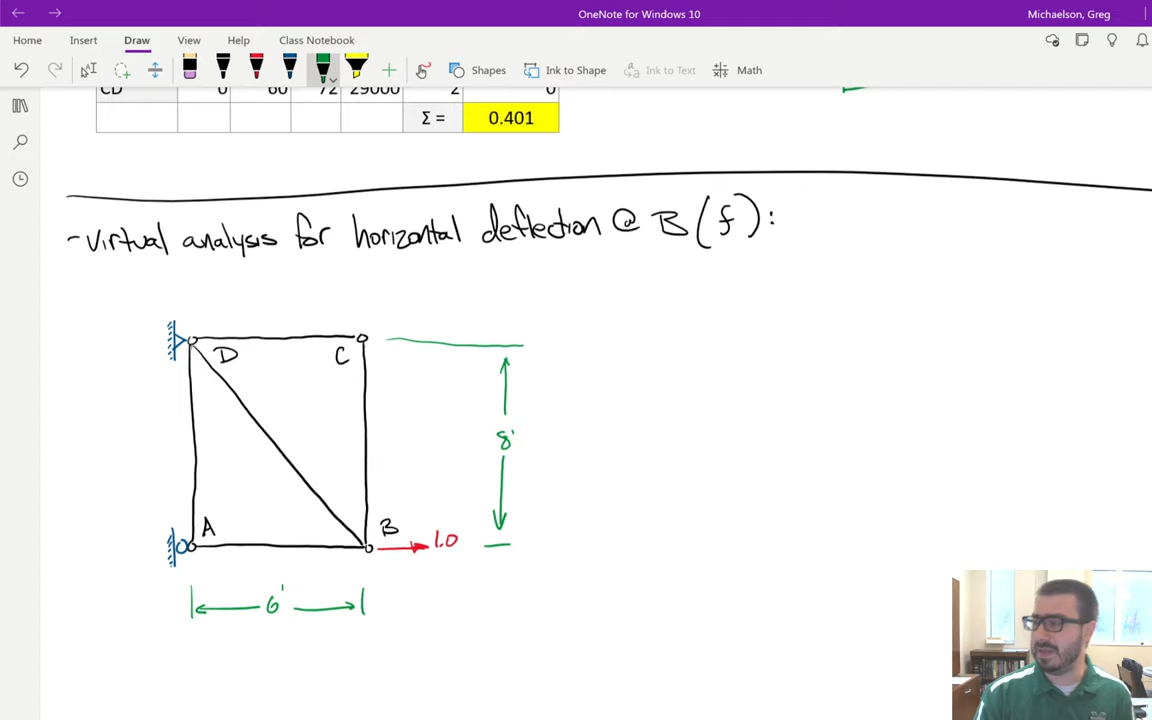 OneNote for Windows 10
Michaelson, Greg
Home Insert Draw View Help Class Notebook
Shapes Ink to Shape Ink to Text Math
CD 0 60 72 29000 2 0
Σ = 0.401
-Virtual analysis for horizontal deflection @ B (f):
D C
8'
A B 1.0
6'